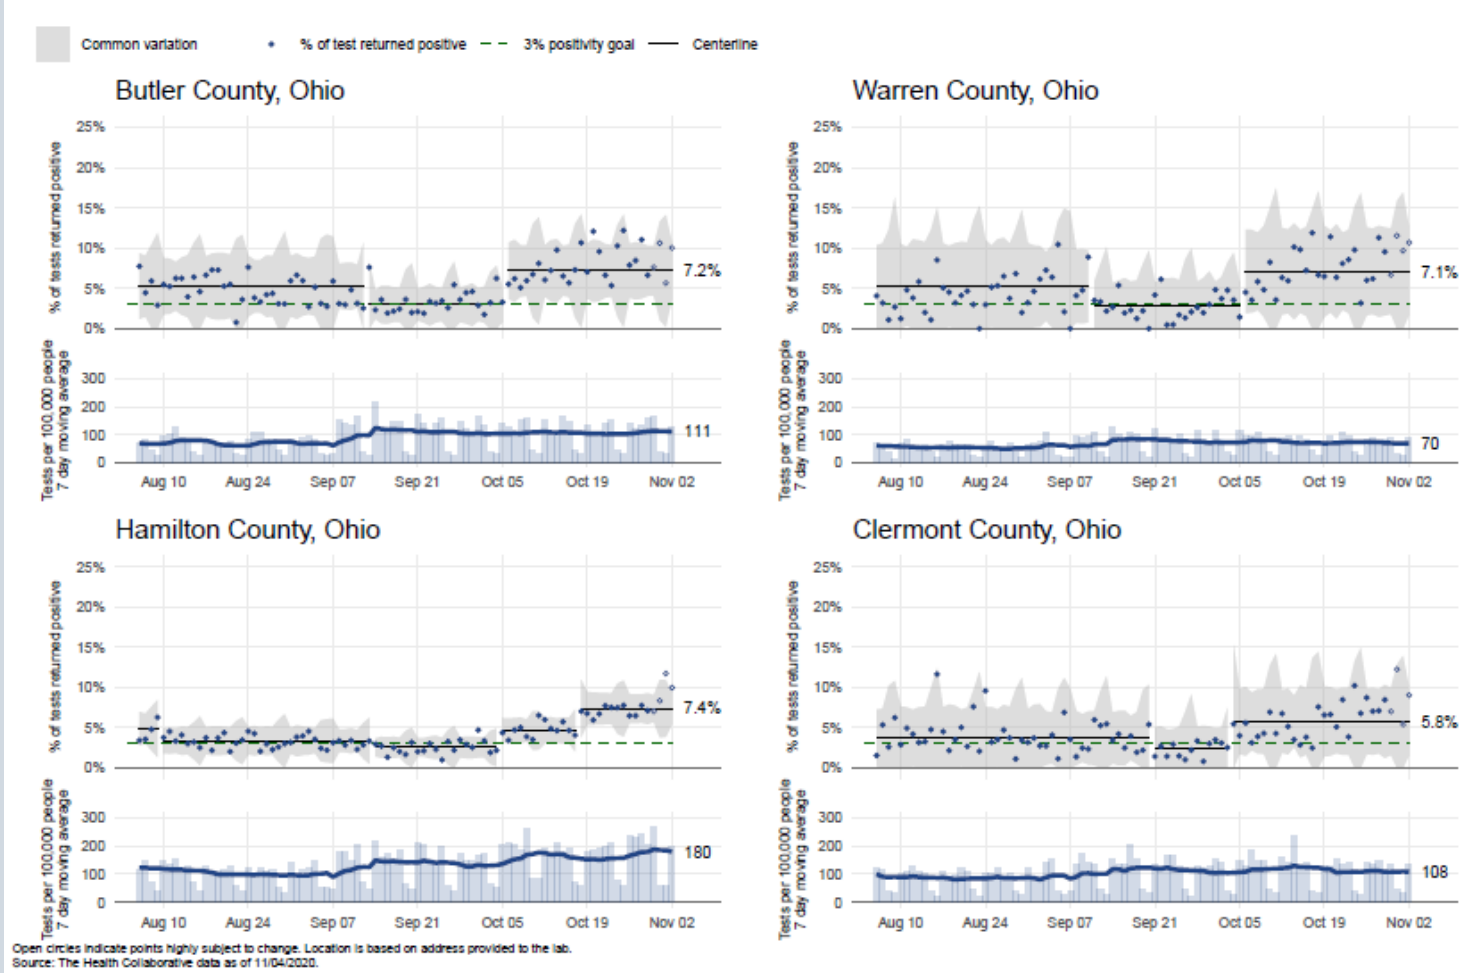 Common variation % of test returned positive 3% positivity goal Centerline
Butler County, Ohio
% of tests returned positive
25%
20%
15%
10%
5%
0%
7.2%
Tests per 100,000 people
7 day moving average
300
200
100
0
111
Aug 10 Aug 24 Sep 07 Sep 21 Oct 05 Oct 19 Nov 02
Warren County, Ohio
% of tests returned positive
25%
20%
15%
10%
5%
0%
7.1%
Tests per 100,000 people
7 day moving average
300
200
100
0
70
Aug 10 Aug 24 Sep 07 Sep 21 Oct 05 Oct 19 Nov 02
Hamilton County, Ohio
% of tests returned positive
25%
20%
15%
10%
5%
0%
7.4%
Tests per 100,000 people
7 day moving average
300
200
100
0
180
Aug 10 Aug 24 Sep 07 Sep 21 Oct 05 Oct 19 Nov 02
Clermont County, Ohio
% of tests returned positive
25%
20%
15%
10%
5%
0%
5.8%
Tests per 100,000 people
7 day moving average
300
200
100
0
108
Aug 10 Aug 24 Sep 07 Sep 21 Oct 05 Oct 19 Nov 02
Open circles indicate points highly subject to change. Location is based on address provided to the lab.
Source: The Health Collaborative data as of 11/04/2020.